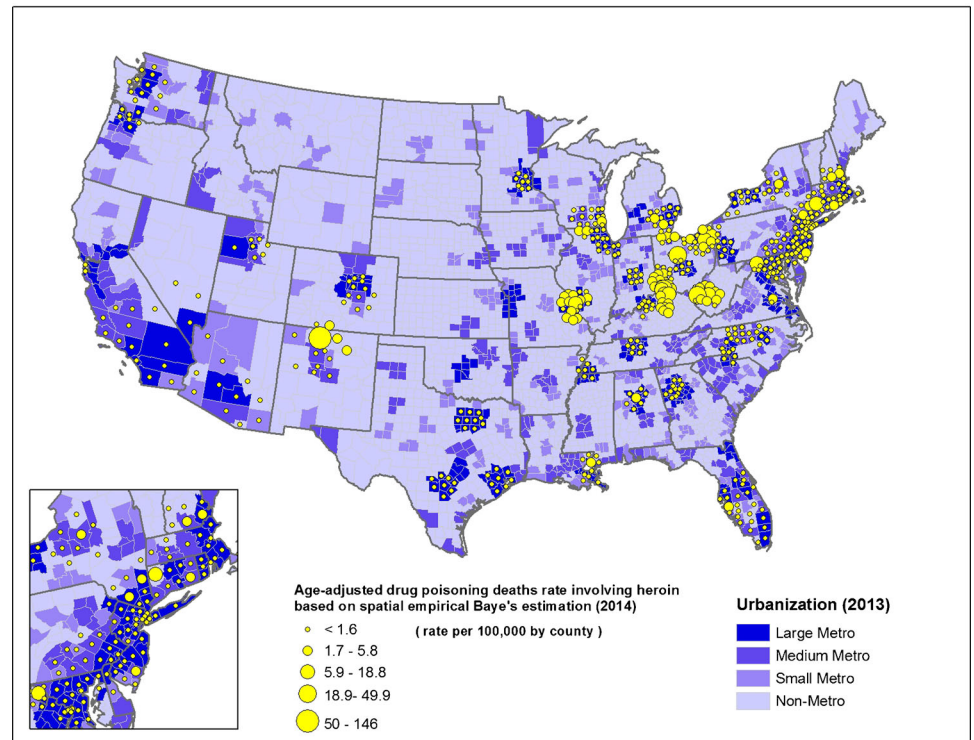 Age-adjusted drug poisoning deaths rate involving heroin
based on spatial empirical Baye's estimation (2014)
( rate per 100,000 by county )
< 1.6
1.7 - 5.8
5.9 - 18.8
18.9- 49.9
50 - 146
Urbanization (2013)
Large Metro
Medium Metro
Small Metro
Non-Metro